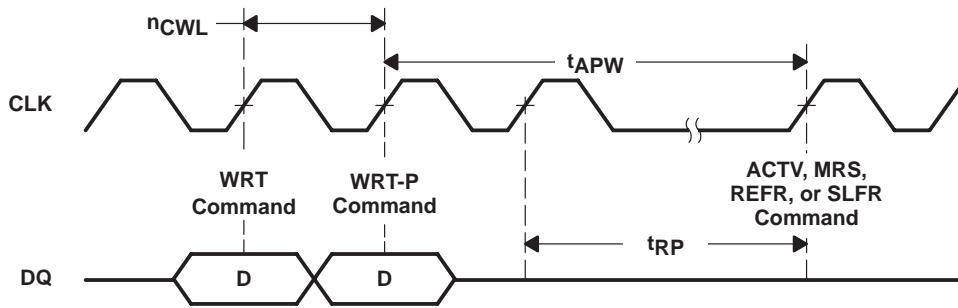 nCWL
tAPW
CLK
WRT
Command
WRT-P
Command
ACTV, MRS,
REFR, or SLFR
Command
tRP
DQ
D
D